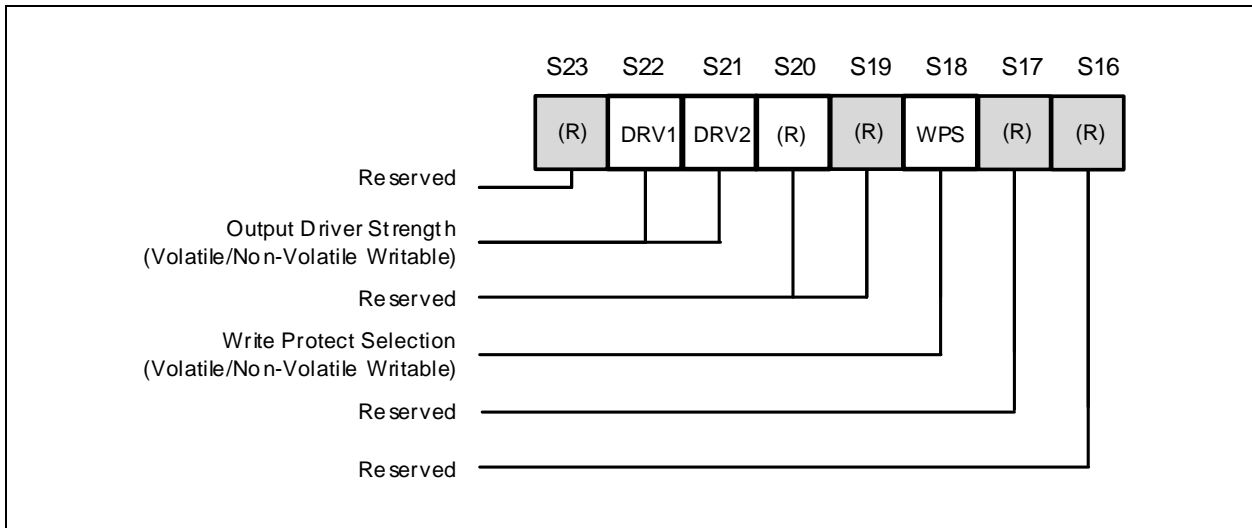 S23 S22 S21 S20 S19 S18 S17 S16
(R) DRV1 DRV2 (R) (R) WPS (R) (R)
Reserved
Output Driver Strength
(Volatile/Non-Volatile Writable)
Reserved
Write Protect Selection
(Volatile/Non-Volatile Writable)
Reserved
Reserved